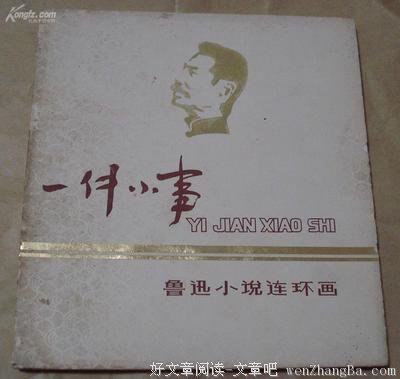 Kongfz.com
一件小事
YI JIAN XIAO SHI
鲁迅小说连环画
好文章阅读-文章吧
wenZhangBa.com